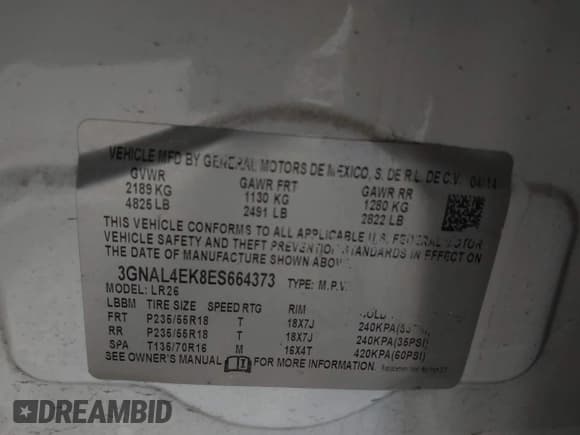 VEHICLE MFD BY GENERAL MOTORS DE MEXICO, S. DE R.L. DE C.V. 04/14
GVWR GAWR FRT GAWR RR
2189 KG 1130 KG 1280 KG
4825 LB 2491 LB 2822 LB
THIS VEHICLE CONFORMS TO ALL APPLICABLE U.S. FEDERAL MOTOR
VEHICLE SAFETY AND THEFT PREVENTION STANDARDS IN EFFECT ON
THE DATE OF MANUFACTURE SHOWN ABOVE
3GNAL4EK8ES664373 TYPE: M.P.V.
MODEL: LR26
LBBM TIRE SIZE SPEED RTG RIM COLD
FRT P235/55R18 T 18X7J 240KPA(35PSI)
RR P235/55R18 T 18X7J 240KPA(35PSI)
SPA T135/70R16 M 16X4T 420KPA(60PSI)
SEE OWNER'S MANUAL FOR MORE INFORMATION.
DREAMBID